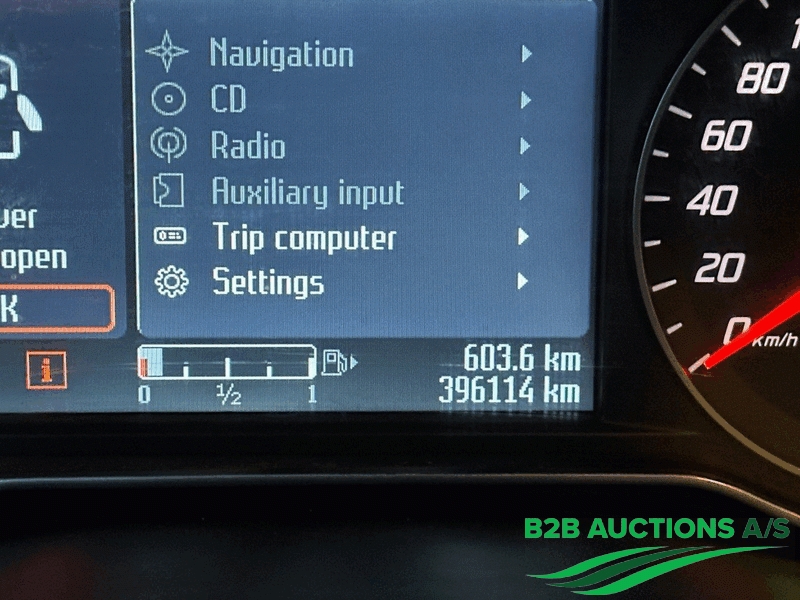 Navigation
CD
Radio
Auxiliary input
Trip computer
Settings
open
K
i
0 1/2 1
603.6 km
396114 km
80
60
40
20
0 km/h
B2B AUCTIONS A/S